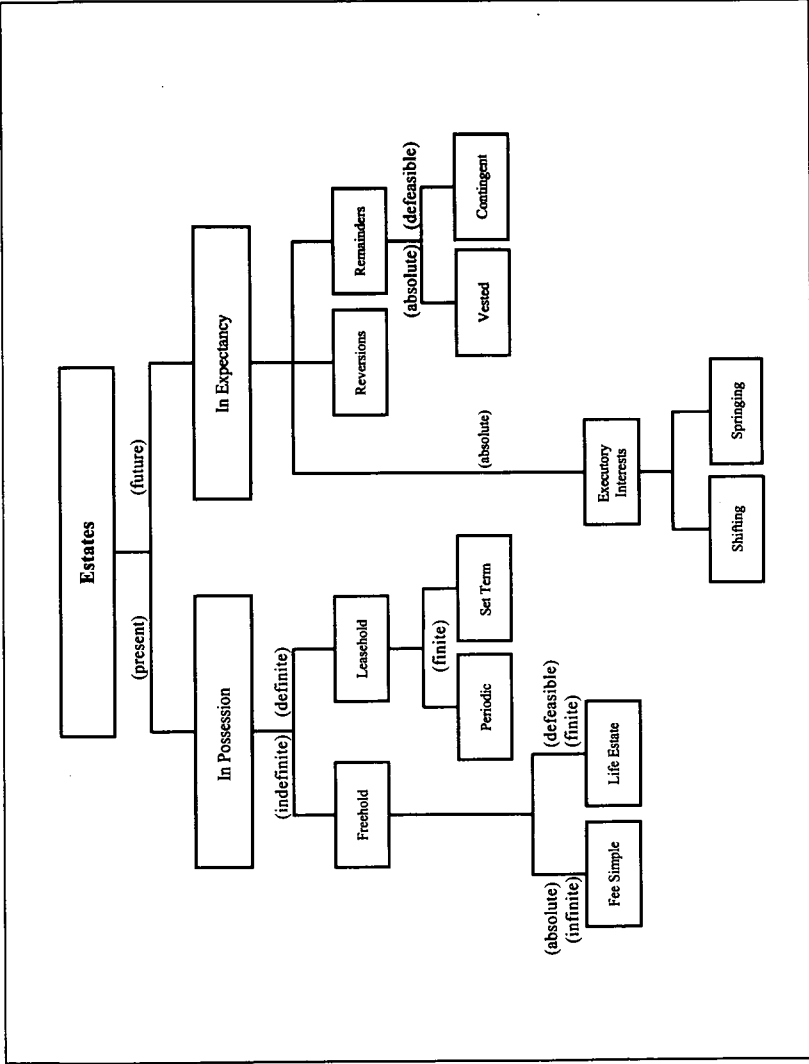 Estates
(present)
(future)
In Possession
In Expectancy
(indefinite)
(definite)
Freehold
Leasehold
Reversions
Remainders
(finite)
(absolute)
(defeasible)
Periodic
Set Term
Vested
Contingent
(absolute)
(absolute)
(infinite)
(defeasible)
(finite)
Fee Simple
Life Estate
Executory
Interests
Shifting
Springing